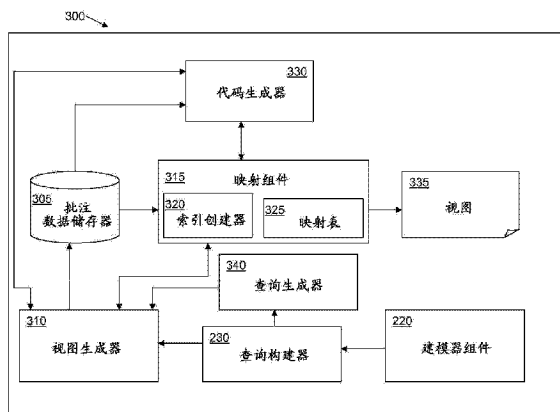 300
330
代码生成器
305
批注
数据储存器
315
映射组件
320
索引创建器
325
映射表
335
视图
340
查询生成器
310
视图生成器
230
查询构建器
220
建模器组件